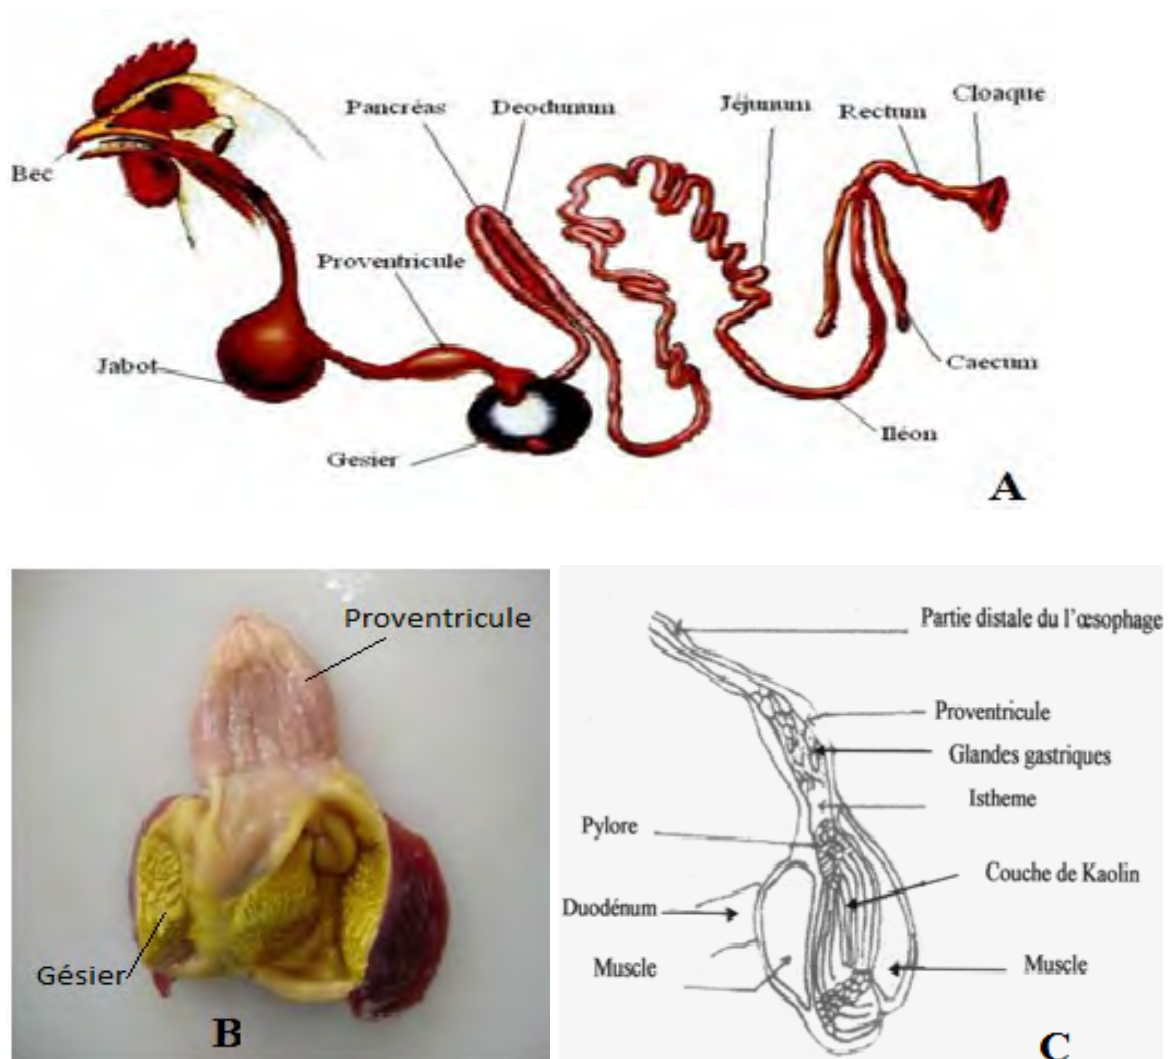 Pancréas
Deodunum
Jéjunum
Rectum
Cloaque
Bec
Proventricule
Jabot
Caecum
Iléon
Gesier
A
Proventricule
Gésier
B
Partie distale du l'œsophage
Proventricule
Glandes gastriques
Istheme
Pylore
Couche de Kaolin
Duodénum
Muscle
Muscle
C